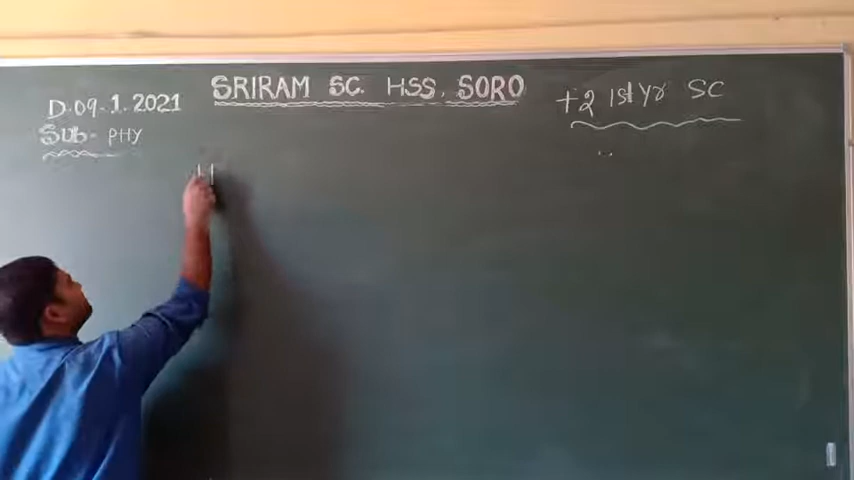 D.09.1.2021
SRIRAM SC. HSS, SORO
+2 1st Yr SC
Sub- PHY